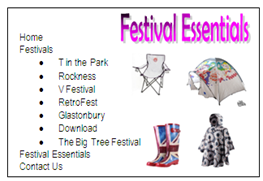 Festival Essentials
Home
Festivals
• T in the Park
• Rockness
• V Festival
• RetroFest
• Glastonbury
• Download
• The Big Tree Festival
Festival Essentials
Contact Us